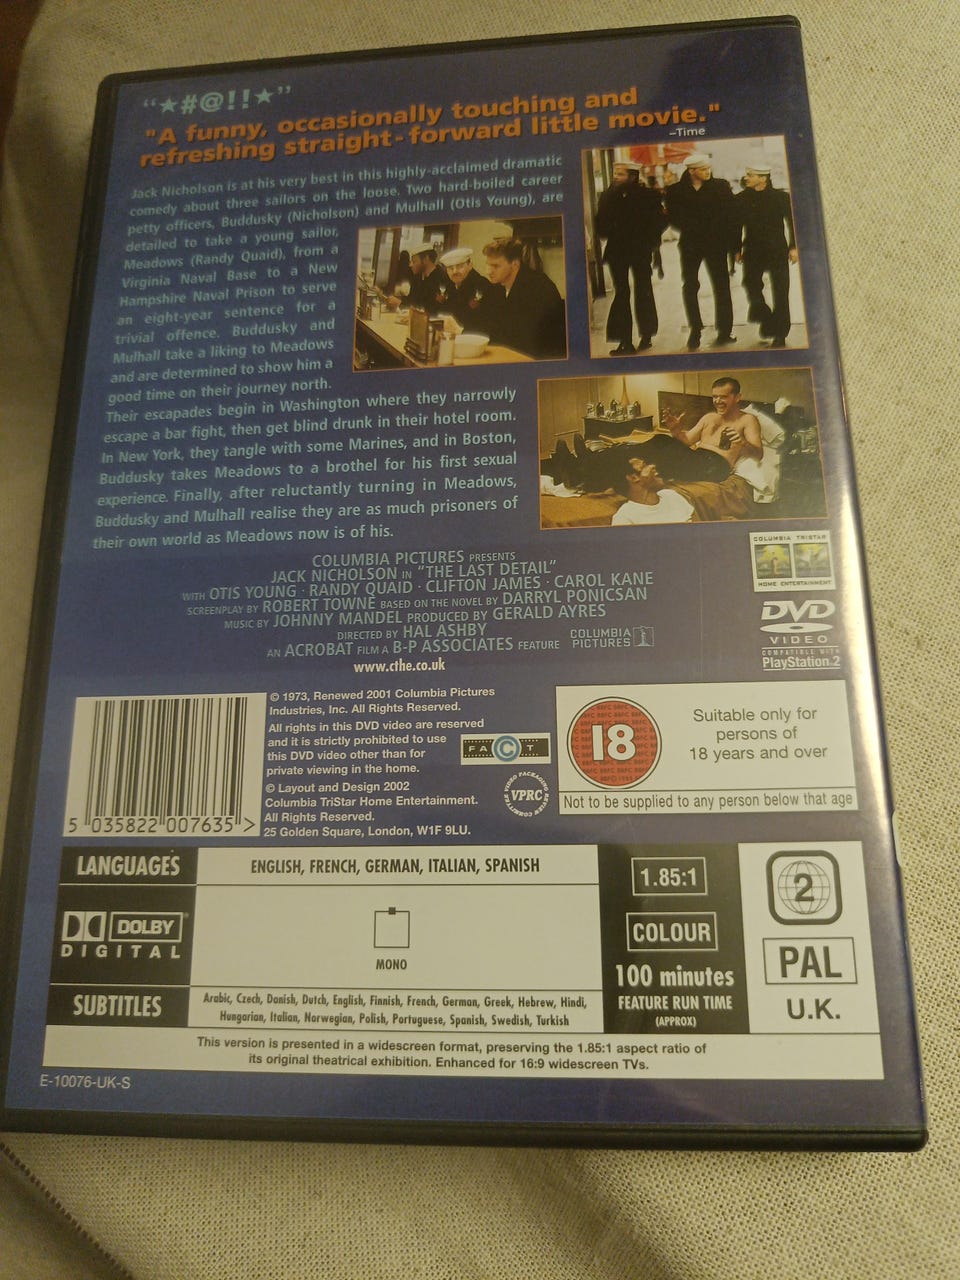 "★#@!!★"
"A funny, occasionally touching and
refreshing straight-forward little movie."
–Time
Jack Nicholson is at his very best in this highly-acclaimed dramatic
comedy about three sailors on the loose. Two hard-boiled career
petty officers, Buddusky (Nicholson) and Mulhall (Otis Young), are
detailed to take a young sailor,
Meadows (Randy Quaid), from a
Virginia Naval Base to a New
Hampshire Naval Prison to serve
an eight-year sentence for a
trivial offence. Buddusky and
Mulhall take a liking to Meadows
and are determined to show him a
good time on their journey north.
Their escapades begin in Washington where they narrowly
escape a bar fight, then get blind drunk in their hotel room.
In New York, they tangle with some Marines, and in Boston,
Buddusky takes Meadows to a brothel for his first sexual
experience. Finally, after reluctantly turning in Meadows,
Buddusky and Mulhall realise they are as much prisoners of
their own world as Meadows now is of his.
COLUMBIA PICTURES PRESENTS
JACK NICHOLSON IN "THE LAST DETAIL"
WITH OTIS YOUNG · RANDY QUAID · CLIFTON JAMES · CAROL KANE
SCREENPLAY BY ROBERT TOWNE BASED ON THE NOVEL BY DARRYL PONICSAN
MUSIC BY JOHNNY MANDEL PRODUCED BY GERALD AYRES
DIRECTED BY HAL ASHBY
AN ACROBAT FILM A B-P ASSOCIATES FEATURE
COLUMBIA
PICTURES
www.cthe.co.uk
COLUMBIA TRISTAR
HOME ENTERTAINMENT
DVD
VIDEO
COMPATIBLE WITH
PlayStation 2
© 1973, Renewed 2001 Columbia Pictures
Industries, Inc. All Rights Reserved.
All rights in this DVD video are reserved
and it is strictly prohibited to use
this DVD video other than for
private viewing in the home.
© Layout and Design 2002
Columbia TriStar Home Entertainment.
All Rights Reserved.
25 Golden Square, London, W1F 9LU.
5 035822 007635 >
FACT
VIDEO PACKAGING REVIEW COMMITTEE
VPRC
18
Suitable only for
persons of
18 years and over
Not to be supplied to any person below that age
LANGUAGES
ENGLISH, FRENCH, GERMAN, ITALIAN, SPANISH
DOLBY
DIGITAL
MONO
SUBTITLES
Arabic, Czech, Danish, Dutch, English, Finnish, French, German, Greek, Hebrew, Hindi,
Hungarian, Italian, Norwegian, Polish, Portuguese, Spanish, Swedish, Turkish
1.85:1
COLOUR
100 minutes
FEATURE RUN TIME
(APPROX)
2
PAL
U.K.
This version is presented in a widescreen format, preserving the 1.85:1 aspect ratio of
its original theatrical exhibition. Enhanced for 16:9 widescreen TVs.
E-10076-UK-S